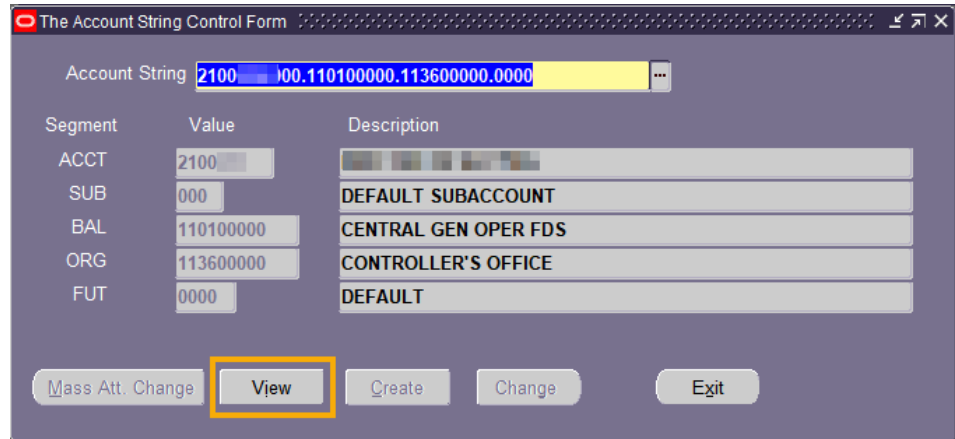 The Account String Control Form
Account String 2100 00.110100000.113600000.0000 ...
Segment Value Description
ACCT 2100
SUB 000 DEFAULT SUBACCOUNT
BAL 110100000 CENTRAL GEN OPER FDS
ORG 113600000 CONTROLLER'S OFFICE
FUT 0000 DEFAULT
Mass Att. Change View Create Change Exit